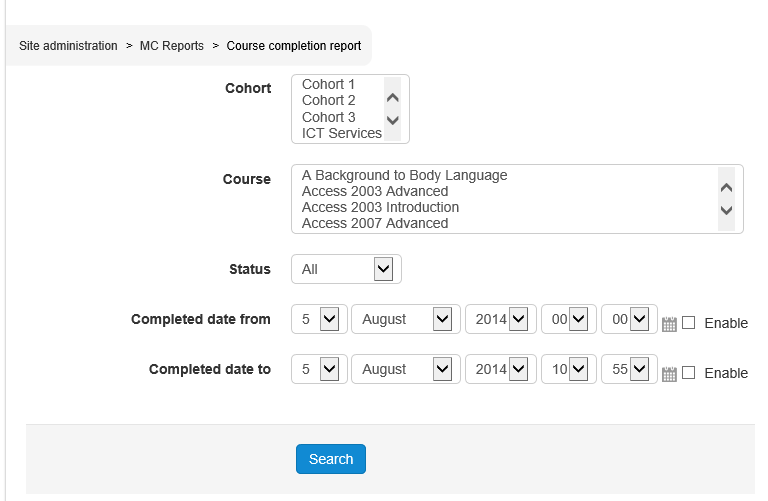 Site administration > MC Reports > Course completion report
Cohort
Cohort 1
Cohort 2
Cohort 3
ICT Services
Course
A Background to Body Language
Access 2003 Advanced
Access 2003 Introduction
Access 2007 Advanced
Status All
Completed date from 5 August 2014 00 00 Enable
Completed date to 5 August 2014 10 55 Enable
Search